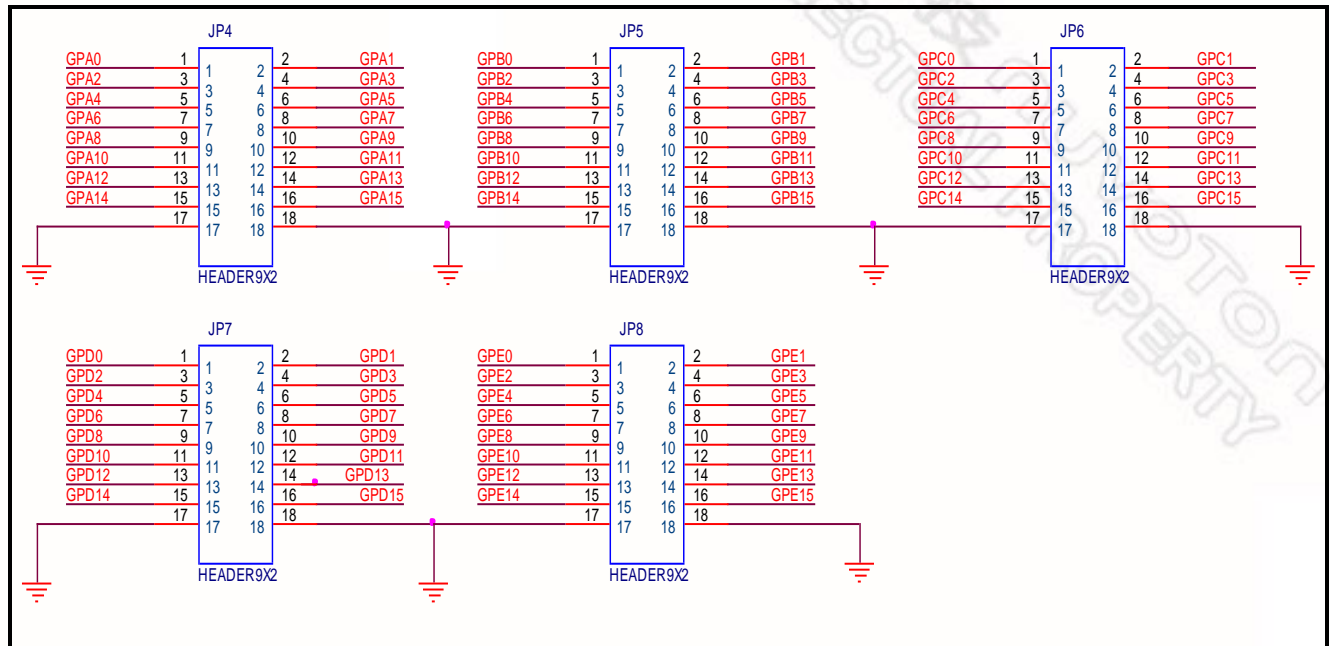 JP4 JP5 JP6
GPA0 1 1 2 2 GPA1 GPB0 1 1 2 2 GPB1 GPC0 1 1 2 2 GPC1
GPA2 3 3 4 4 GPA3 GPB2 3 3 4 4 GPB3 GPC2 3 3 4 4 GPC3
GPA4 5 5 6 6 GPA5 GPB4 5 5 6 6 GPB5 GPC4 5 5 6 6 GPC5
GPA6 7 7 8 8 GPA7 GPB6 7 7 8 8 GPB7 GPC6 7 7 8 8 GPC7
GPA8 9 9 10 10 GPA9 GPB8 9 9 10 10 GPB9 GPC8 9 9 10 10 GPC9
GPA10 11 11 12 12 GPA11 GPB10 11 11 12 12 GPB11 GPC10 11 11 12 12 GPC11
GPA12 13 13 14 14 GPA13 GPB12 13 13 14 14 GPB13 GPC12 13 13 14 14 GPC13
GPA14 15 15 16 16 GPA15 GPB14 15 15 16 16 GPB15 GPC14 15 15 16 16 GPC15
17 17 18 18 17 17 18 18 17 17 18 18
HEADER9X2 HEADER9X2 HEADER9X2
JP7 JP8
GPD0 1 1 2 2 GPD1 GPE0 1 1 2 2 GPE1
GPD2 3 3 4 4 GPD3 GPE2 3 3 4 4 GPE3
GPD4 5 5 6 6 GPD5 GPE4 5 5 6 6 GPE5
GPD6 7 7 8 8 GPD7 GPE6 7 7 8 8 GPE7
GPD8 9 9 10 10 GPD9 GPE8 9 9 10 10 GPE9
GPD10 11 11 12 12 GPD11 GPE10 11 11 12 12 GPE11
GPD12 13 13 14 14 GPD13 GPE12 13 13 14 14 GPE13
GPD14 15 15 16 16 GPD15 GPE14 15 15 16 16 GPE15
17 17 18 18 17 17 18 18
HEADER9X2 HEADER9X2
nuvoTon
PROPERTY